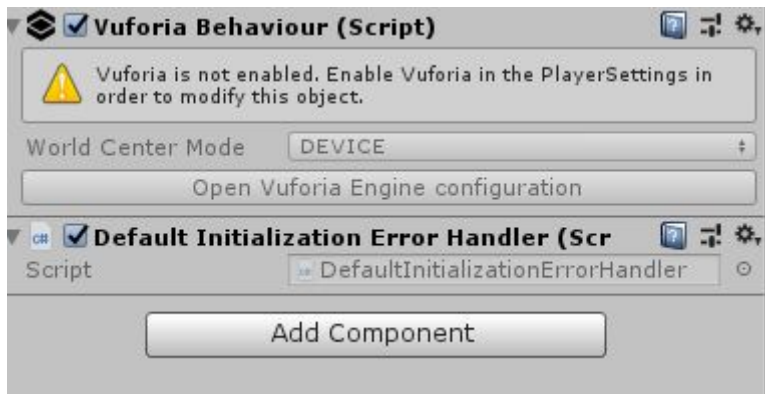 Vuforia Behaviour (Script)
Vuforia is not enabled. Enable Vuforia in the PlayerSettings in
order to modify this object.
World Center Mode DEVICE
Open Vuforia Engine configuration
c# Default Initialization Error Handler (Scr
Script DefaultInitializationErrorHandler
Add Component